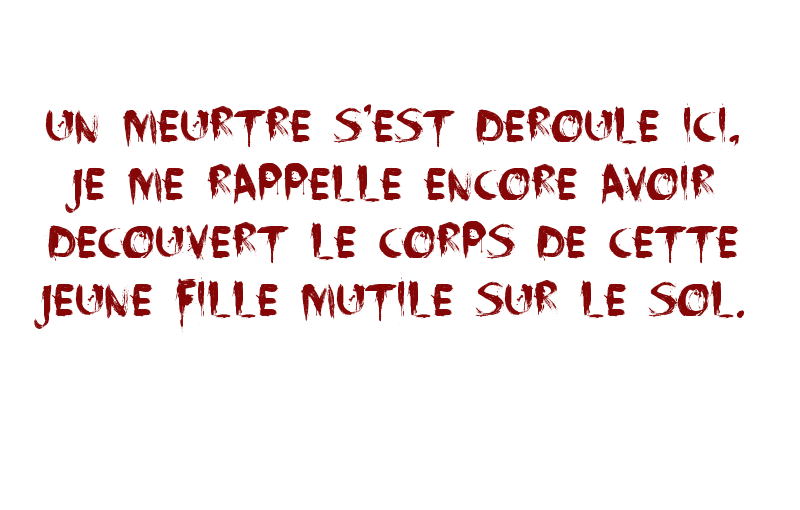 UN MEURTRE S'EST DEROULE ICI,
JE ME RAPPELLE ENCORE AVOIR
DECOUVERT LE CORPS DE CETTE
JEUNE FILLE MUTILE SUR LE SOL.